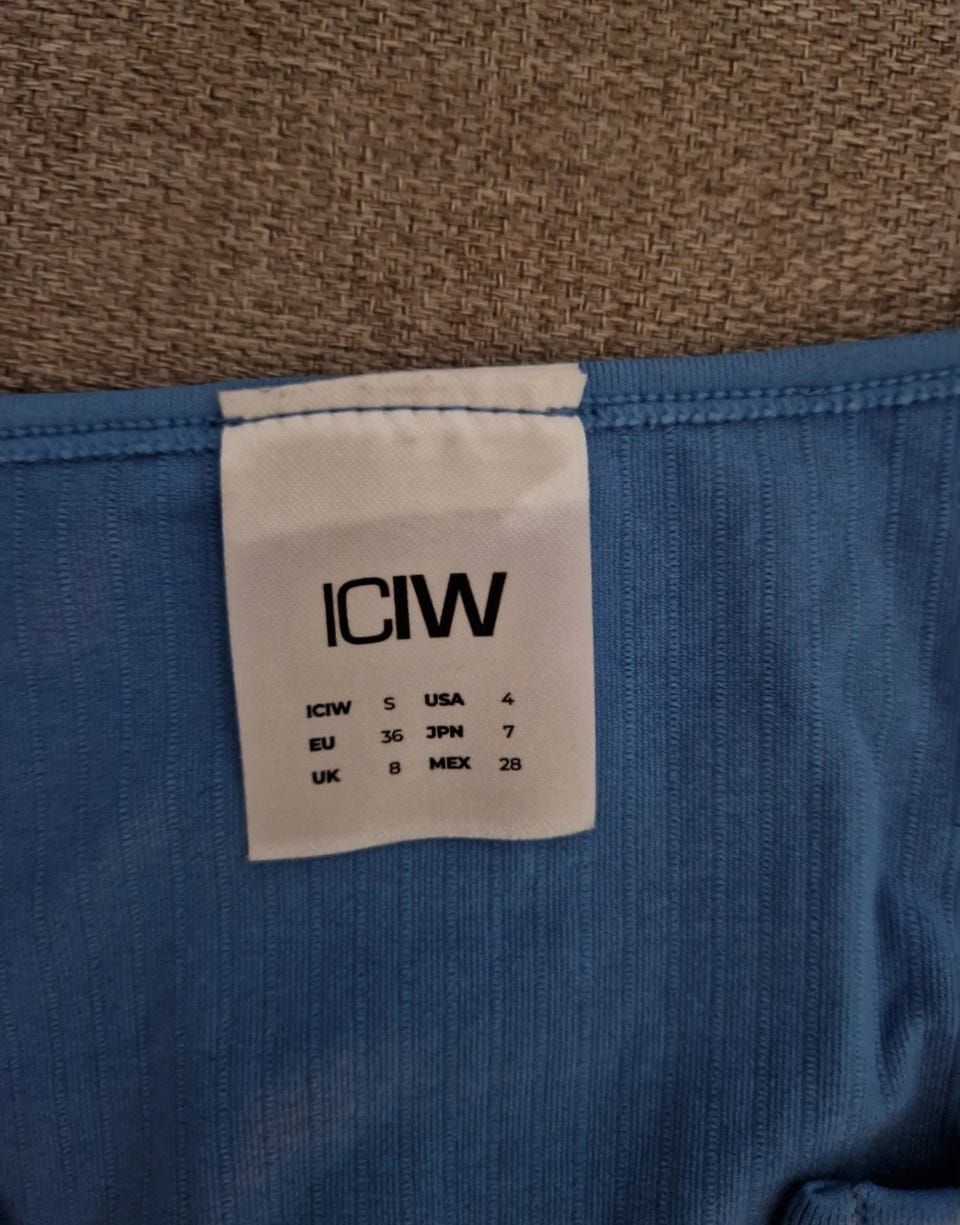 ICIW
ICIW S USA 4
EU 36 JPN 7
UK 8 MEX 28